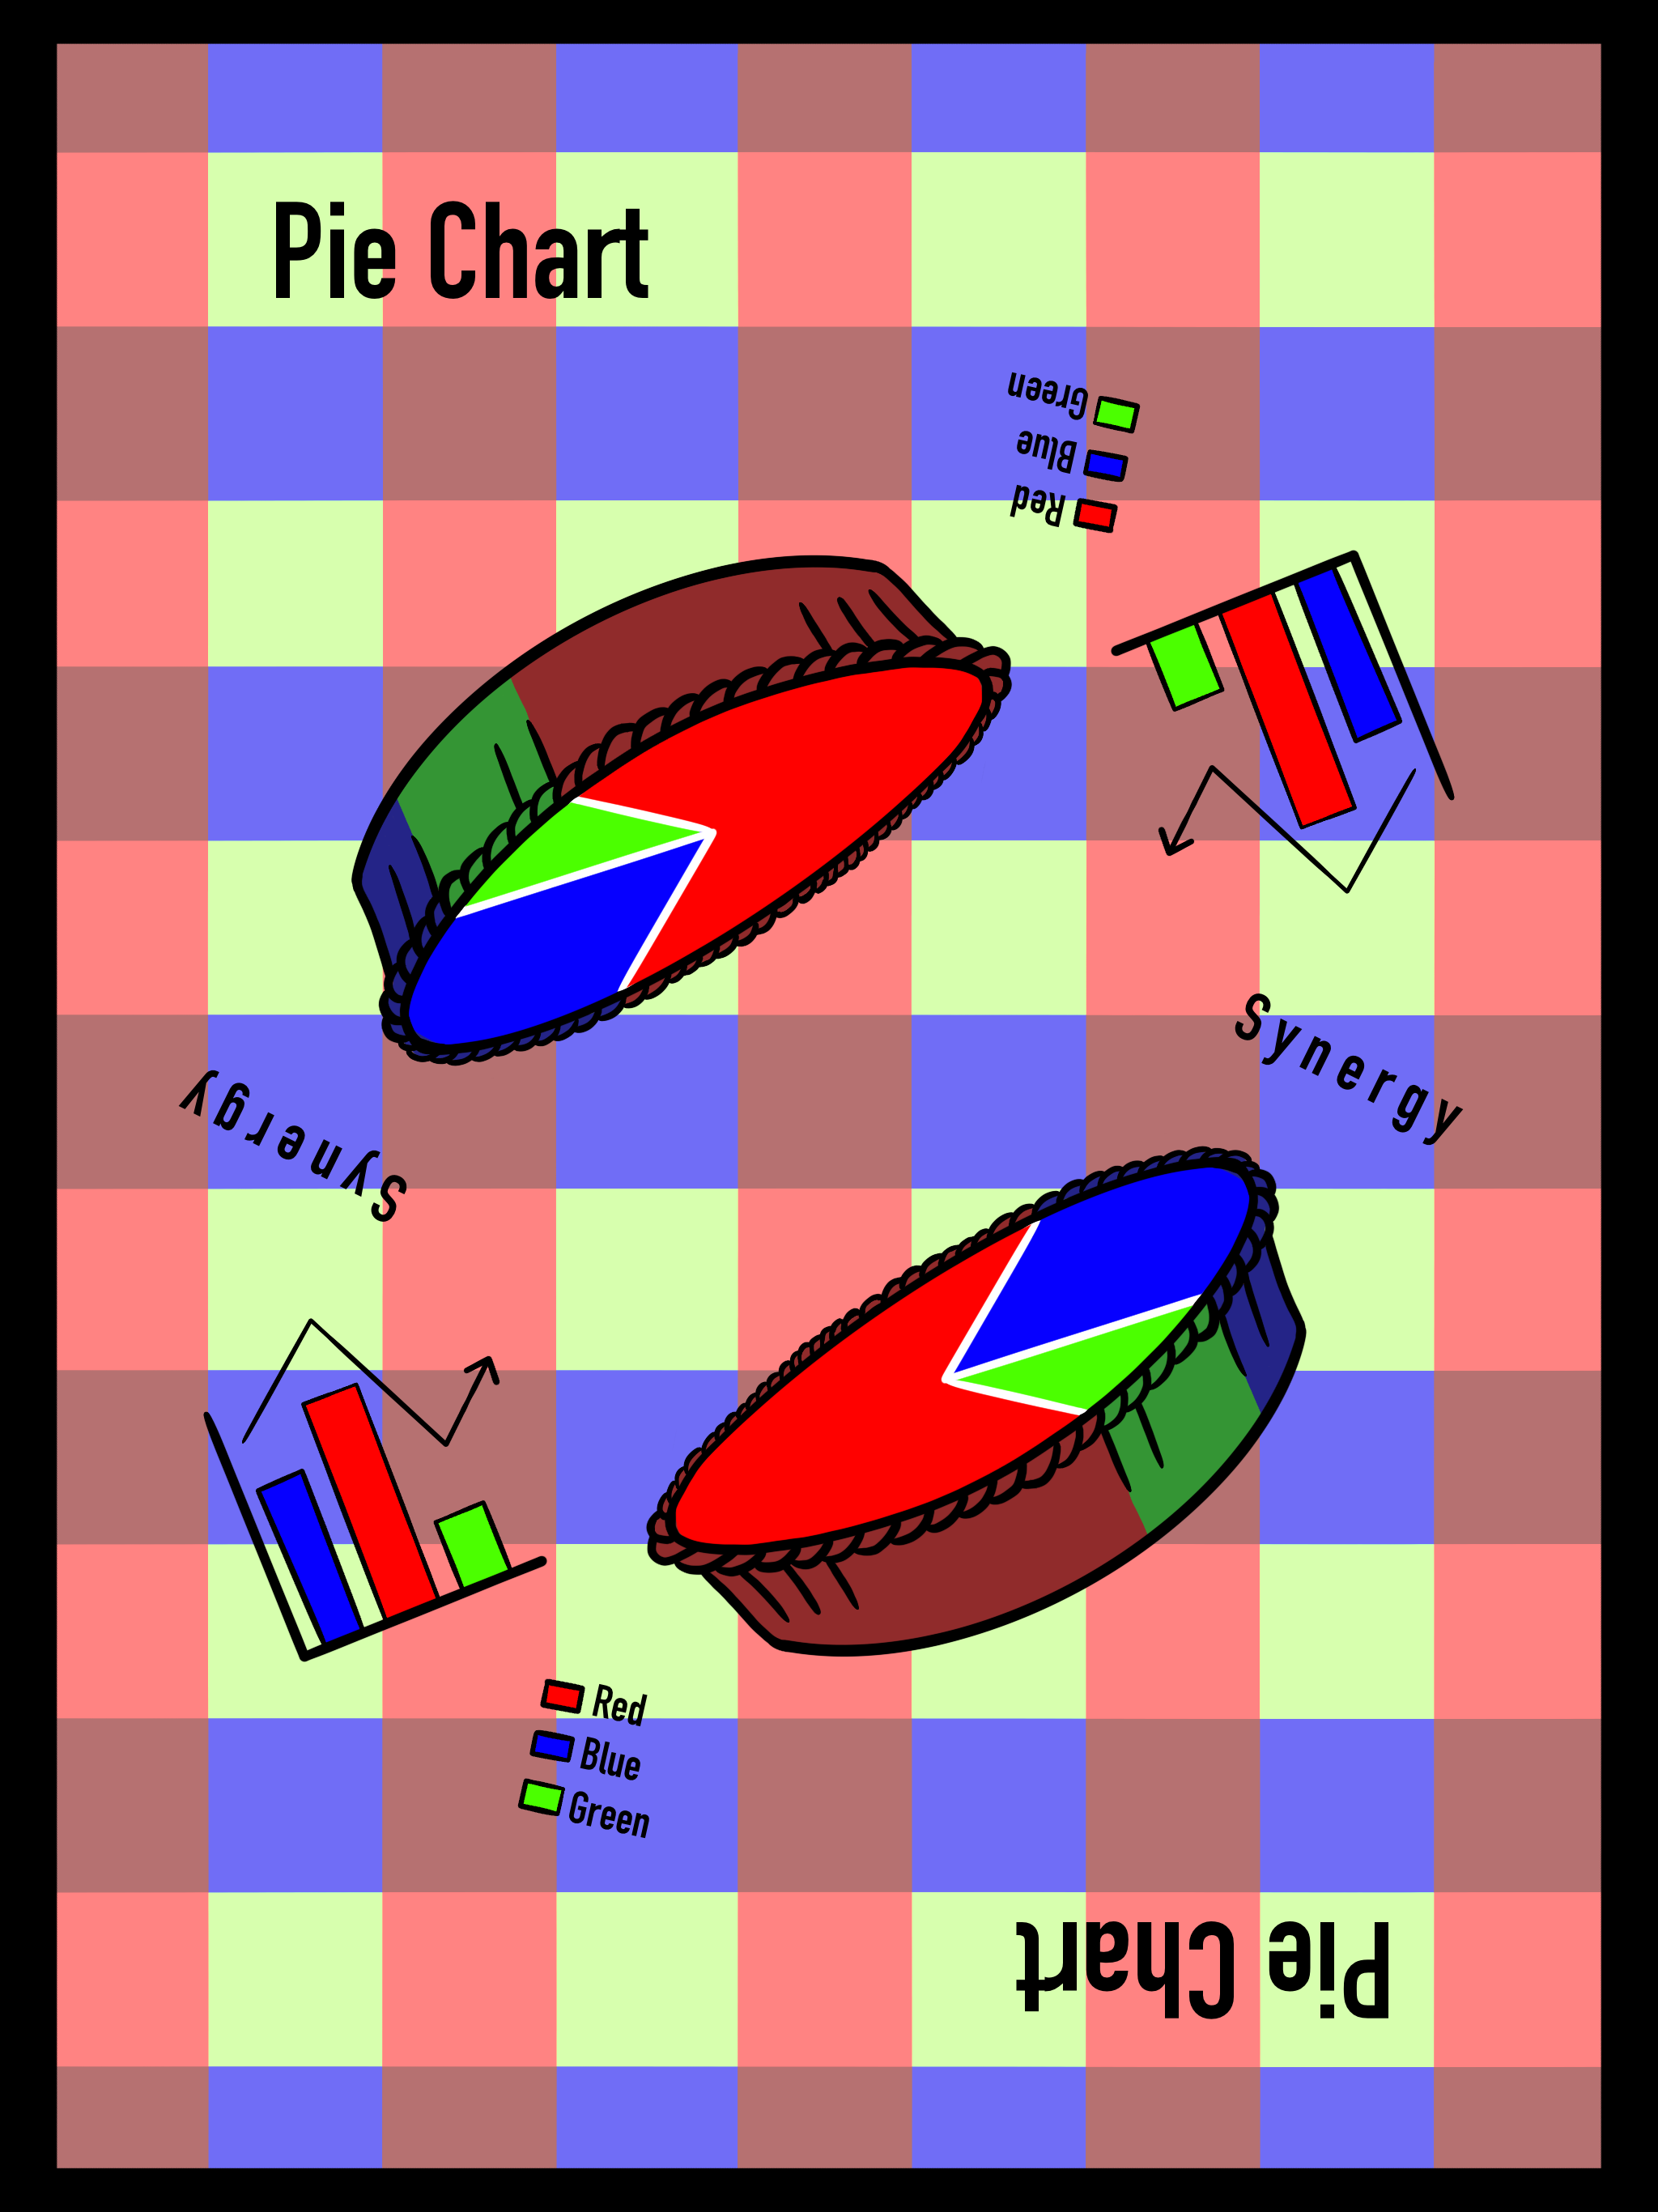 Pie Chart
Green
Blue
Red
Synergy
Synergy
Red
Blue
Green
Pie Chart